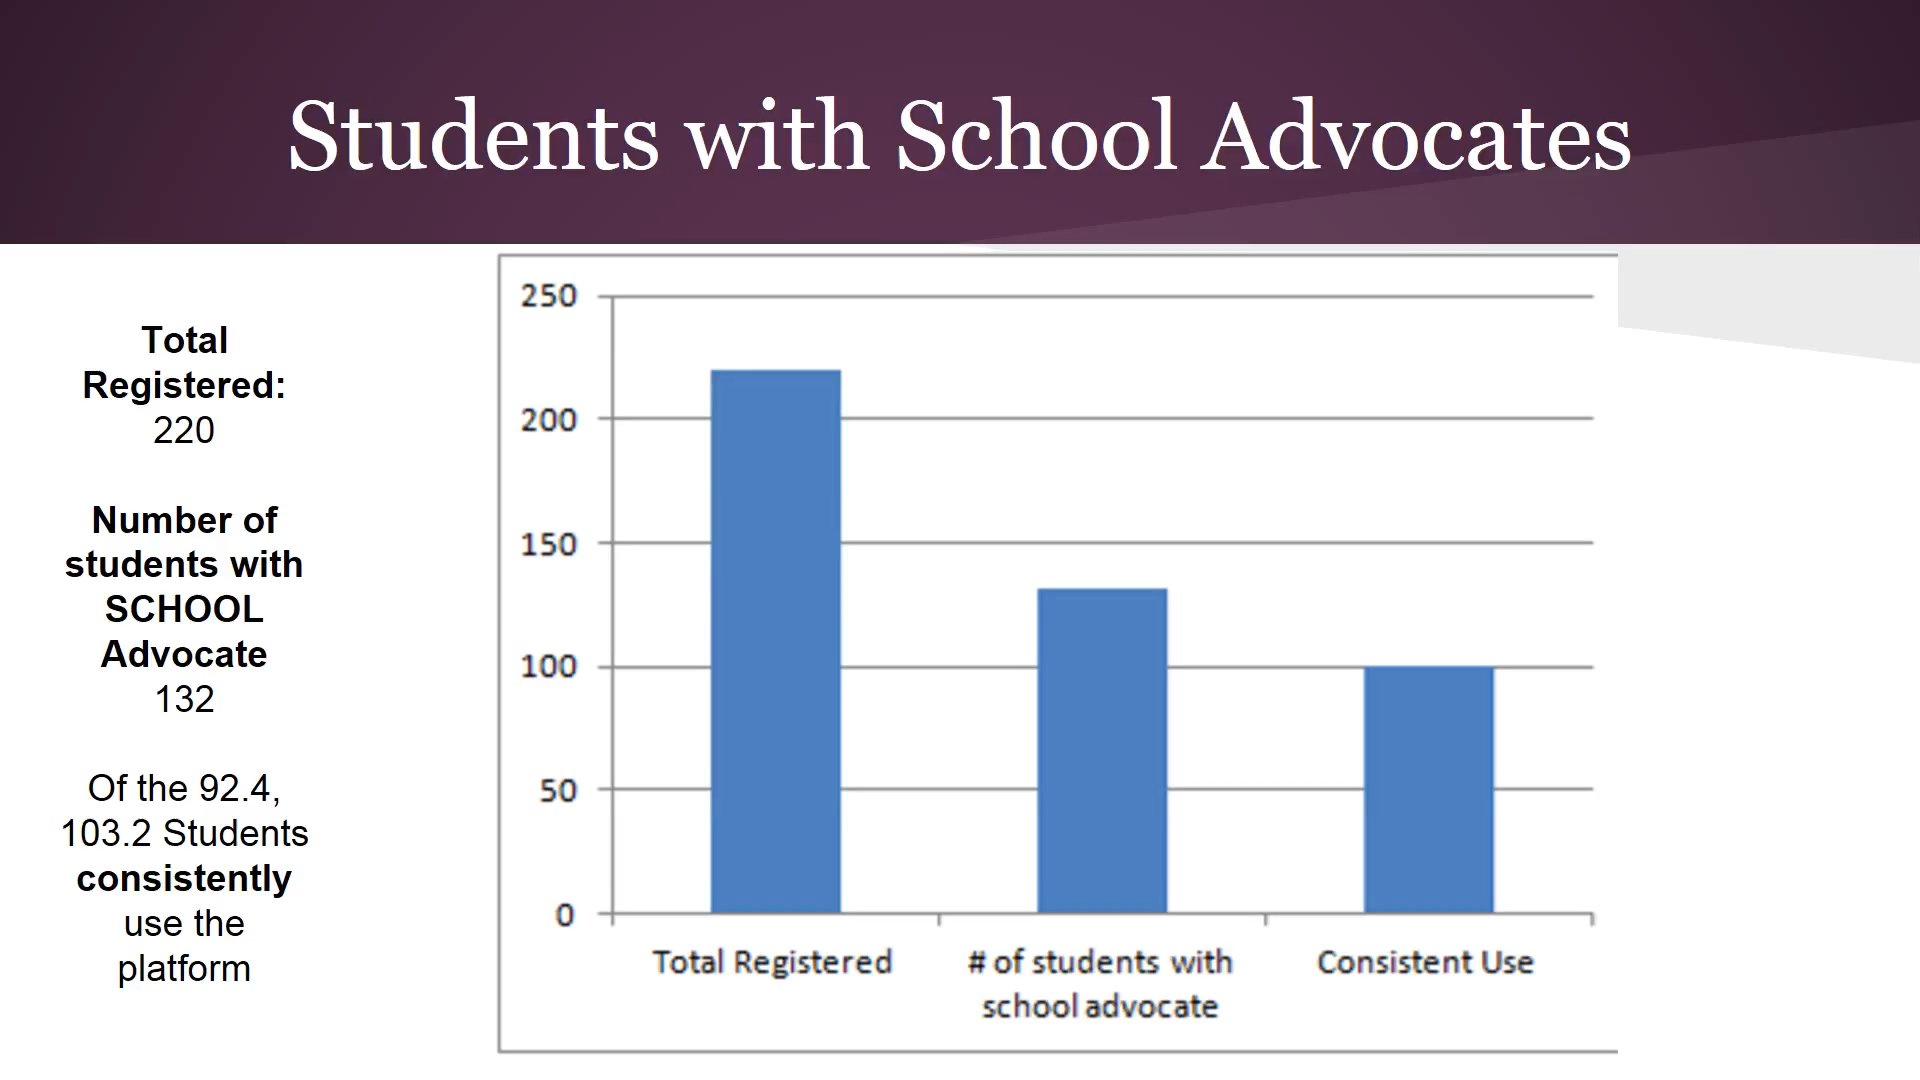 Students with School Advocates
Total
Registered:
220
Number of
students with
SCHOOL
Advocate
132
Of the 92.4,
103.2 Students
consistently
use the
platform
250
200
150
100
50
0
Total Registered
# of students with
school advocate
Consistent Use